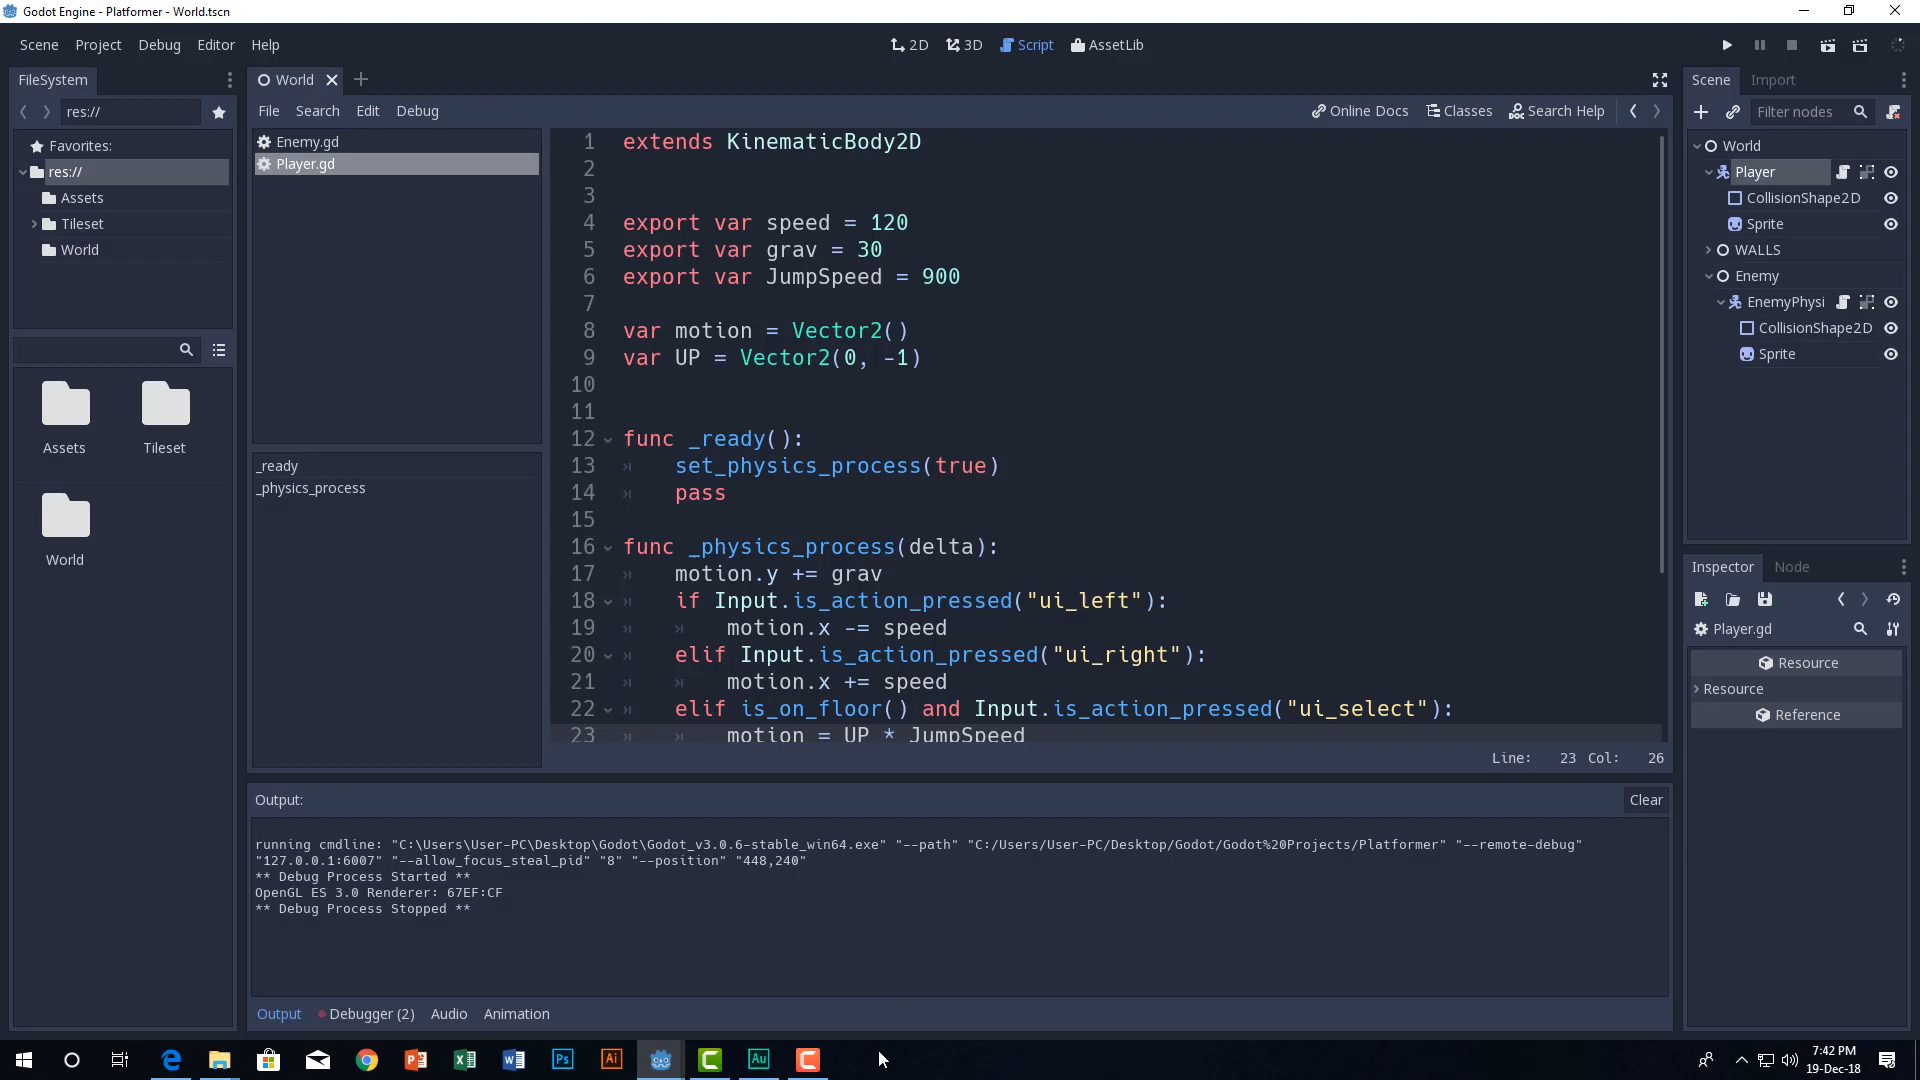 Godot Engine - Platformer - World.tscn
Scene Project Debug Editor Help
2D 3D Script AssetLib
FileSystem
res://
Favorites:
res://
Assets
Tileset
World
Assets Tileset
World
World
File Search Edit Debug
Online Docs Classes Search Help
Enemy.gd
Player.gd
_ready
_physics_process
1 extends KinematicBody2D
2
3
4 export var speed = 120
5 export var grav = 30
6 export var JumpSpeed = 900
7
8 var motion = Vector2()
9 var UP = Vector2(0, -1)
10
11
12 func _ready():
13 set_physics_process(true)
14 pass
15
16 func _physics_process(delta):
17 motion.y += grav
18 if Input.is_action_pressed("ui_left"):
19 motion.x -= speed
20 elif Input.is_action_pressed("ui_right"):
21 motion.x += speed
22 elif is_on_floor() and Input.is_action_pressed("ui_select"):
23 motion = UP * JumpSpeed
Line: 23 Col: 26
Output:
Clear
running cmdline: "C:\Users\User-PC\Desktop\Godot\Godot_v3.0.6-stable_win64.exe" "--path" "C:/Users/User-PC/Desktop/Godot/Godot%20Projects/Platformer" "--remote-debug"
"127.0.0.1:6007" "--allow_focus_steal_pid" "8" "--position" "448,240"
** Debug Process Started **
OpenGL ES 3.0 Renderer: 67EF:CF
** Debug Process Stopped **
Output Debugger (2) Audio Animation
Scene Import
Filter nodes
World
Player
CollisionShape2D
Sprite
WALLS
Enemy
EnemyPhysi
CollisionShape2D
Sprite
Inspector Node
Player.gd
Resource
Resource
Reference
Ps Ai Au
7:42 PM
19-Dec-18